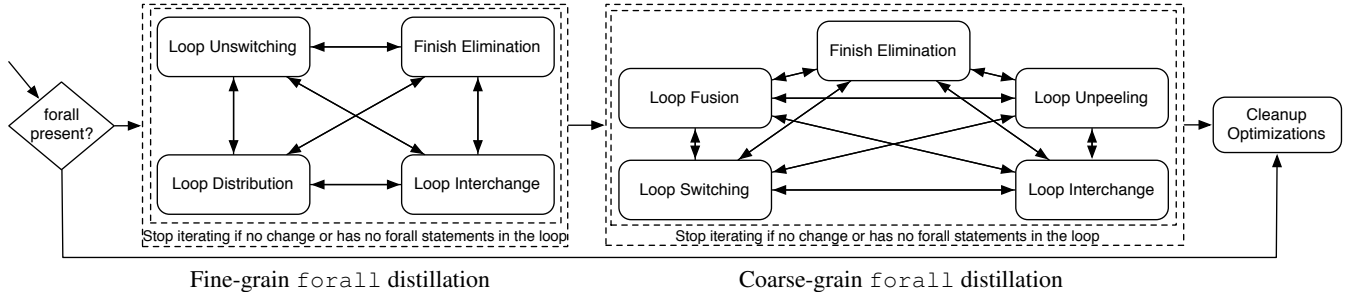 forall
present?
Loop Unswitching
Finish Elimination
Loop Distribution
Loop Interchange
Stop iterating if no change or has no forall statements in the loop
Fine-grain forall distillation
Finish Elimination
Loop Fusion
Loop Unpeeling
Loop Switching
Loop Interchange
Stop iterating if no change or has no forall statements in the loop
Coarse-grain forall distillation
Cleanup
Optimizations